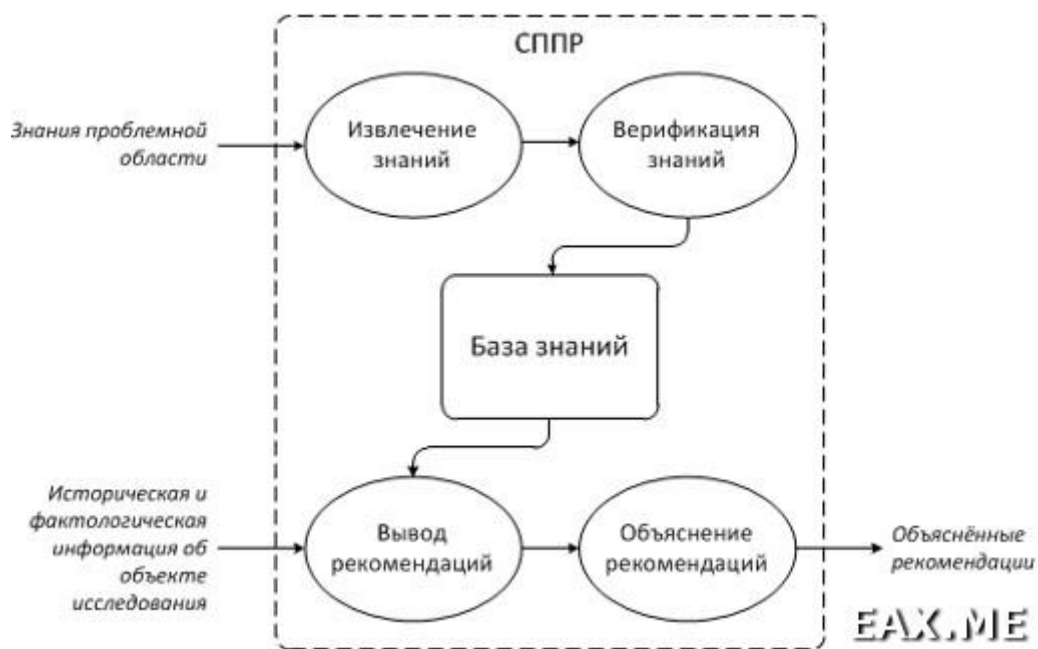 СППР
Знания проблемной
области
Извлечение
знаний
Верификация
знаний
База знаний
Историческая и
фактологическая
информация об
объекте
исследования
Вывод
рекомендаций
Объяснение
рекомендаций
Объяснённые
рекомендации
EAX.ME